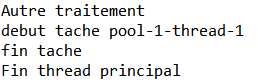 Autre traitement
debut tache pool-1-thread-1
fin tache
Fin thread principal